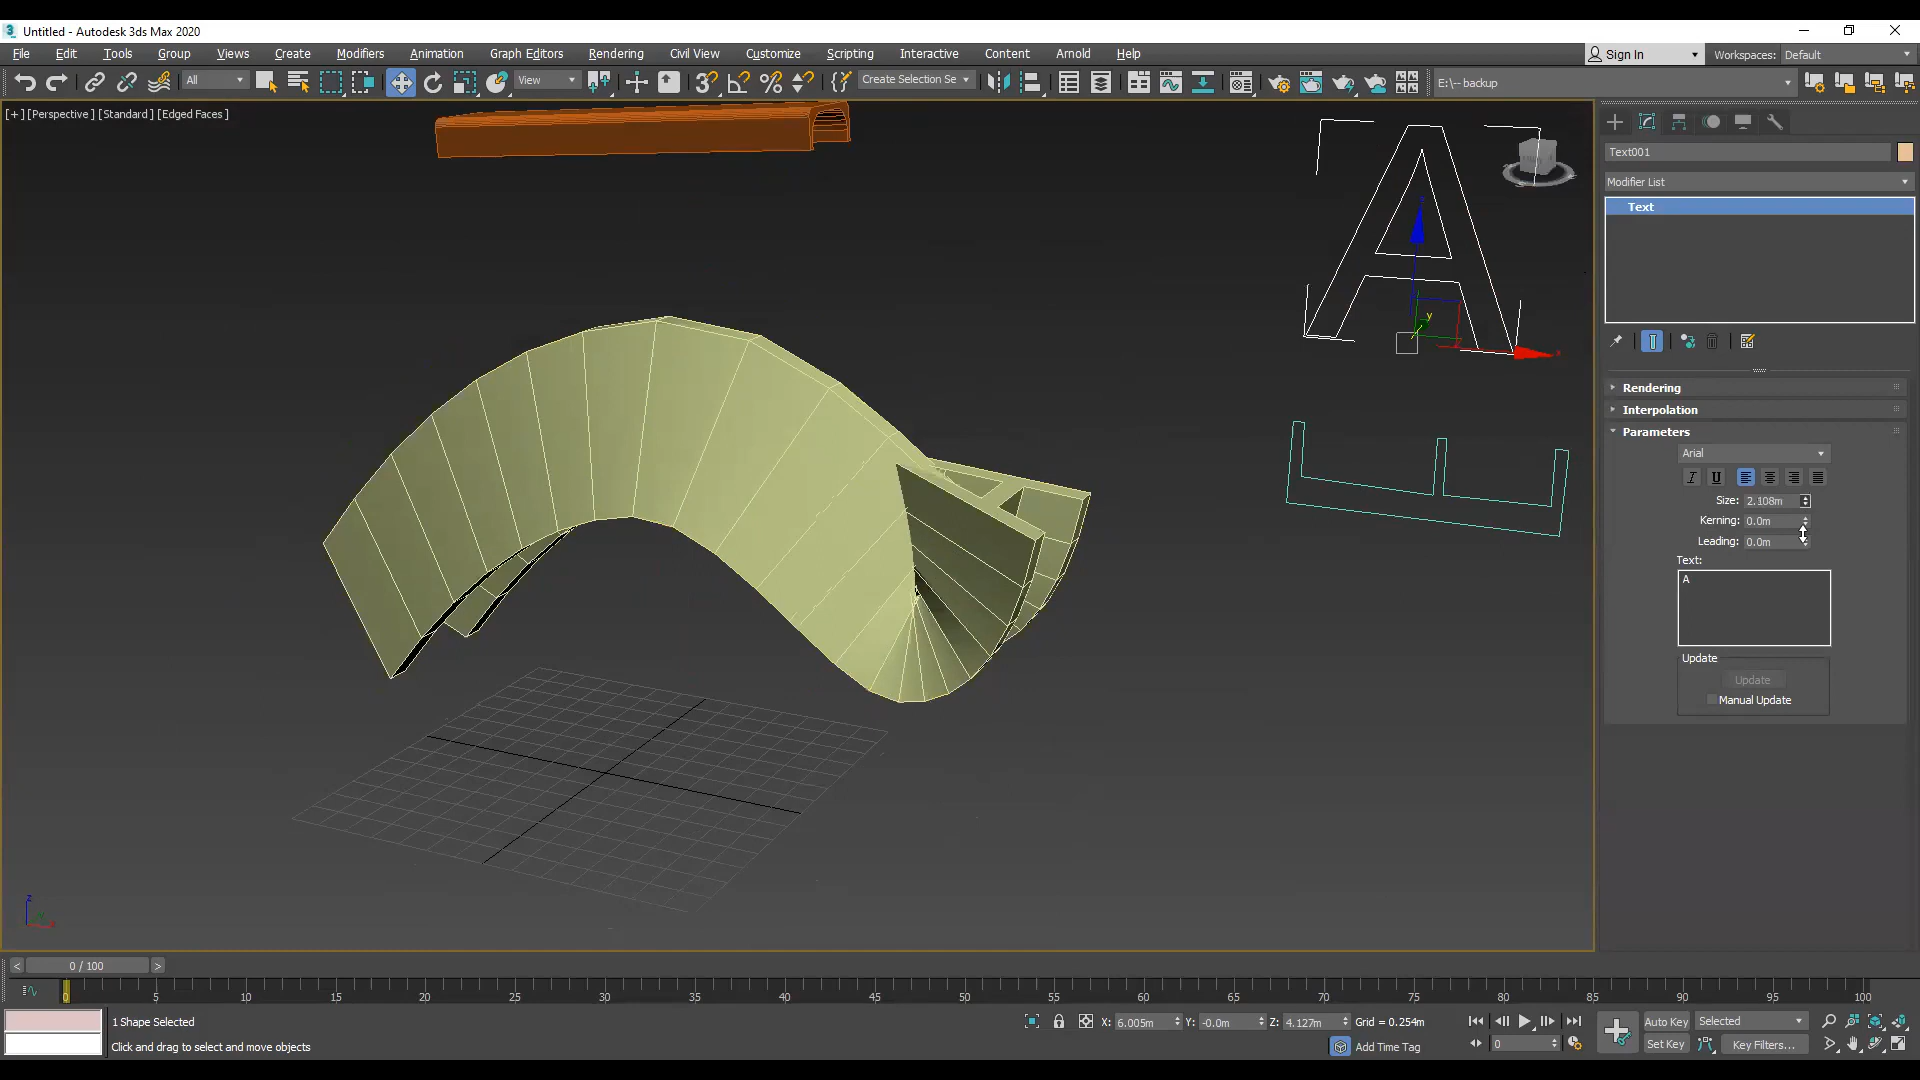 Untitled - Autodesk 3ds Max 2020
File Edit Tools Group Views Create Modifiers Animation Graph Editors Rendering Civil View Customize Scripting Interactive Content Arnold Help
Sign In Workspaces: Default
All View Create Selection Se E:\-- backup
[+] [Perspective ] [Standard ] [Edged Faces ]
Text001
Modifier List
Text
A
Rendering
Interpolation
Parameters
Arial
I U
Size: 2.108m
Kerning: 0.0m
Leading: 0.0m
Text:
A
Update
Update
Manual Update
y
x
z
< 0 / 100 >
0 5 10 15 20 25 30 35 40 45 50 55 60 65 70 75 80 85 90 95 100
1 Shape Selected X: 6.005m Y: -0.0m Z: 4.127m Grid = 0.254m Auto Key Selected
Click and drag to select and move objects Add Time Tag 0 Set Key Key Filters...